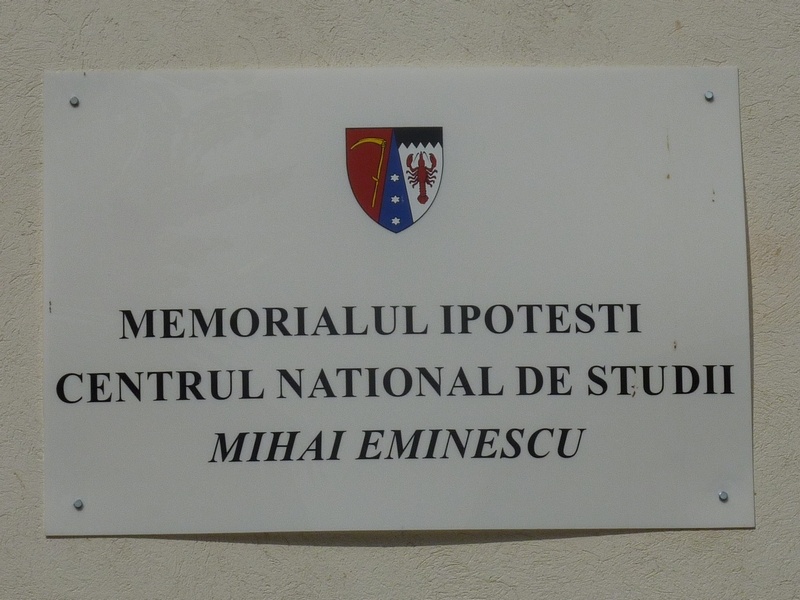 MEMORIALUL IPOTESTI
CENTRUL NATIONAL DE STUDII
MIHAI EMINESCU